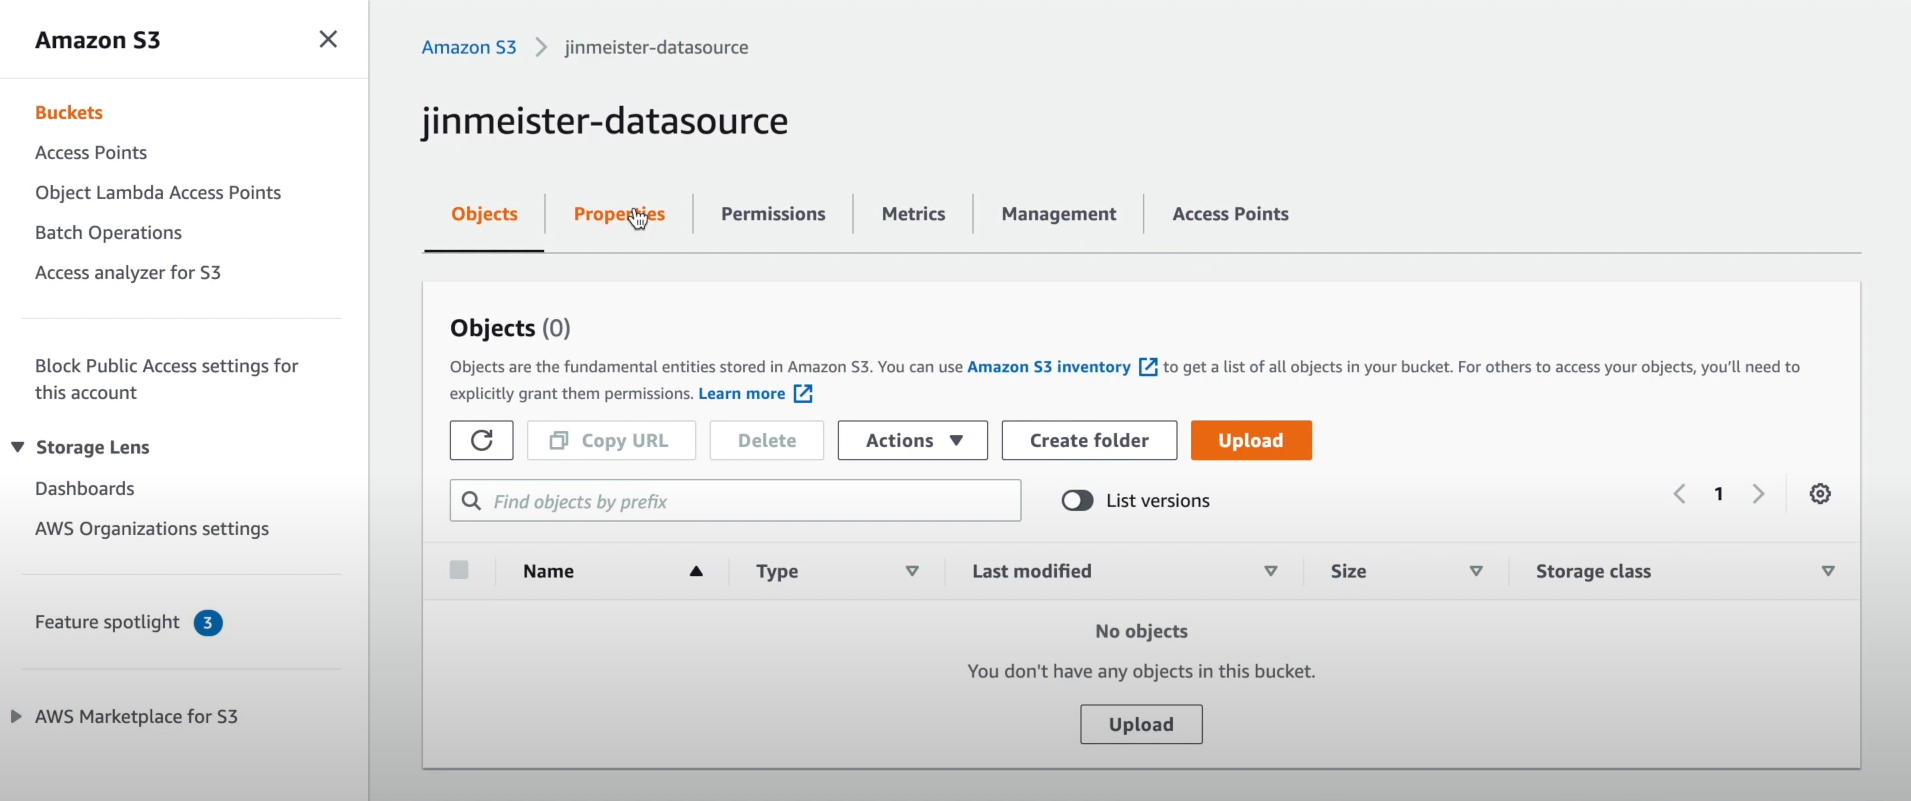 Amazon S3
Buckets
Access Points
Object Lambda Access Points
Batch Operations
Access analyzer for S3
Block Public Access settings for
this account
Storage Lens
Dashboards
AWS Organizations settings
Feature spotlight 3
AWS Marketplace for S3
Amazon S3 > jinmeister-datasource
jinmeister-datasource
Objects Properties Permissions Metrics Management Access Points
Objects (0)
Objects are the fundamental entities stored in Amazon S3. You can use Amazon S3 inventory to get a list of all objects in your bucket. For others to access your objects, you'll need to
explicitly grant them permissions. Learn more
Copy URL Delete Actions Create folder Upload
Find objects by prefix List versions 1
Name Type Last modified Size Storage class
No objects
You don't have any objects in this bucket.
Upload